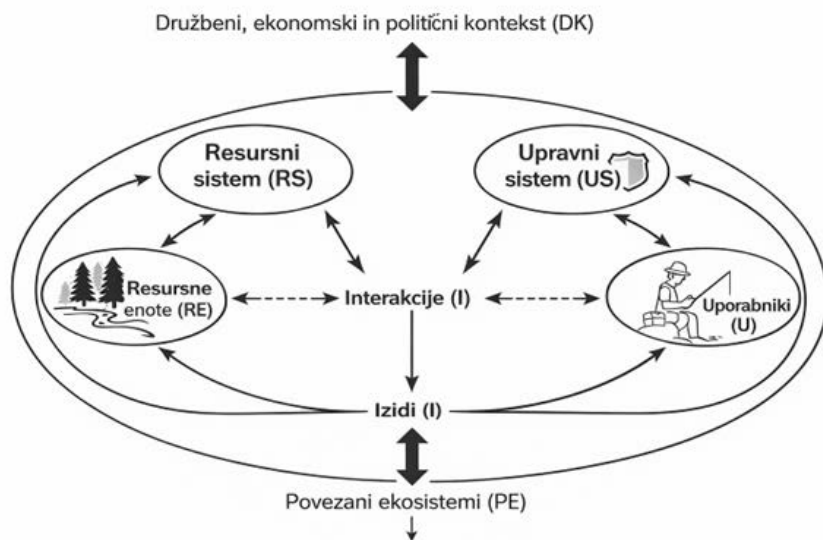 Družbeni, ekonomski in politični kontekst (DK)
Resursni
sistem (RS)
Upravni
sistem (US)
Resursne
enote (RE)
Interakcije (I)
Uporabniki
(U)
Izidi (I)
Povezani ekosistemi (PE)